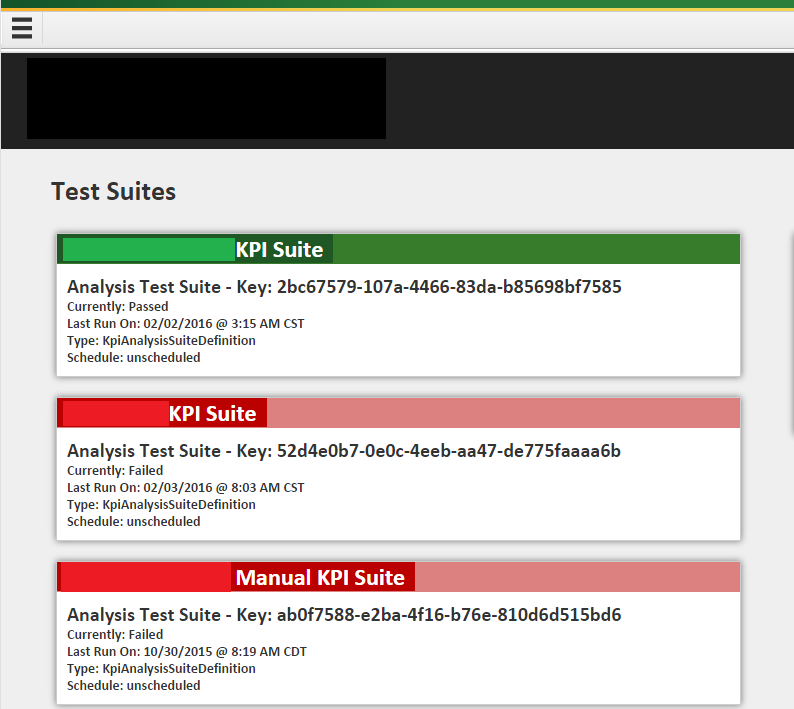 Test Suites
KPI Suite
Analysis Test Suite - Key: 2bc67579-107a-4466-83da-b85698bf7585
Currently: Passed
Last Run On: 02/02/2016 @ 3:15 AM CST
Type: KpiAnalysisSuiteDefinition
Schedule: unscheduled
KPI Suite
Analysis Test Suite - Key: 52d4e0b7-0e0c-4eeb-aa47-de775faaaa6b
Currently: Failed
Last Run On: 02/03/2016 @ 8:03 AM CST
Type: KpiAnalysisSuiteDefinition
Schedule: unscheduled
Manual KPI Suite
Analysis Test Suite - Key: ab0f7588-e2ba-4f16-b76e-810d6d515bd6
Currently: Failed
Last Run On: 10/30/2015 @ 8:19 AM CDT
Type: KpiAnalysisSuiteDefinition
Schedule: unscheduled